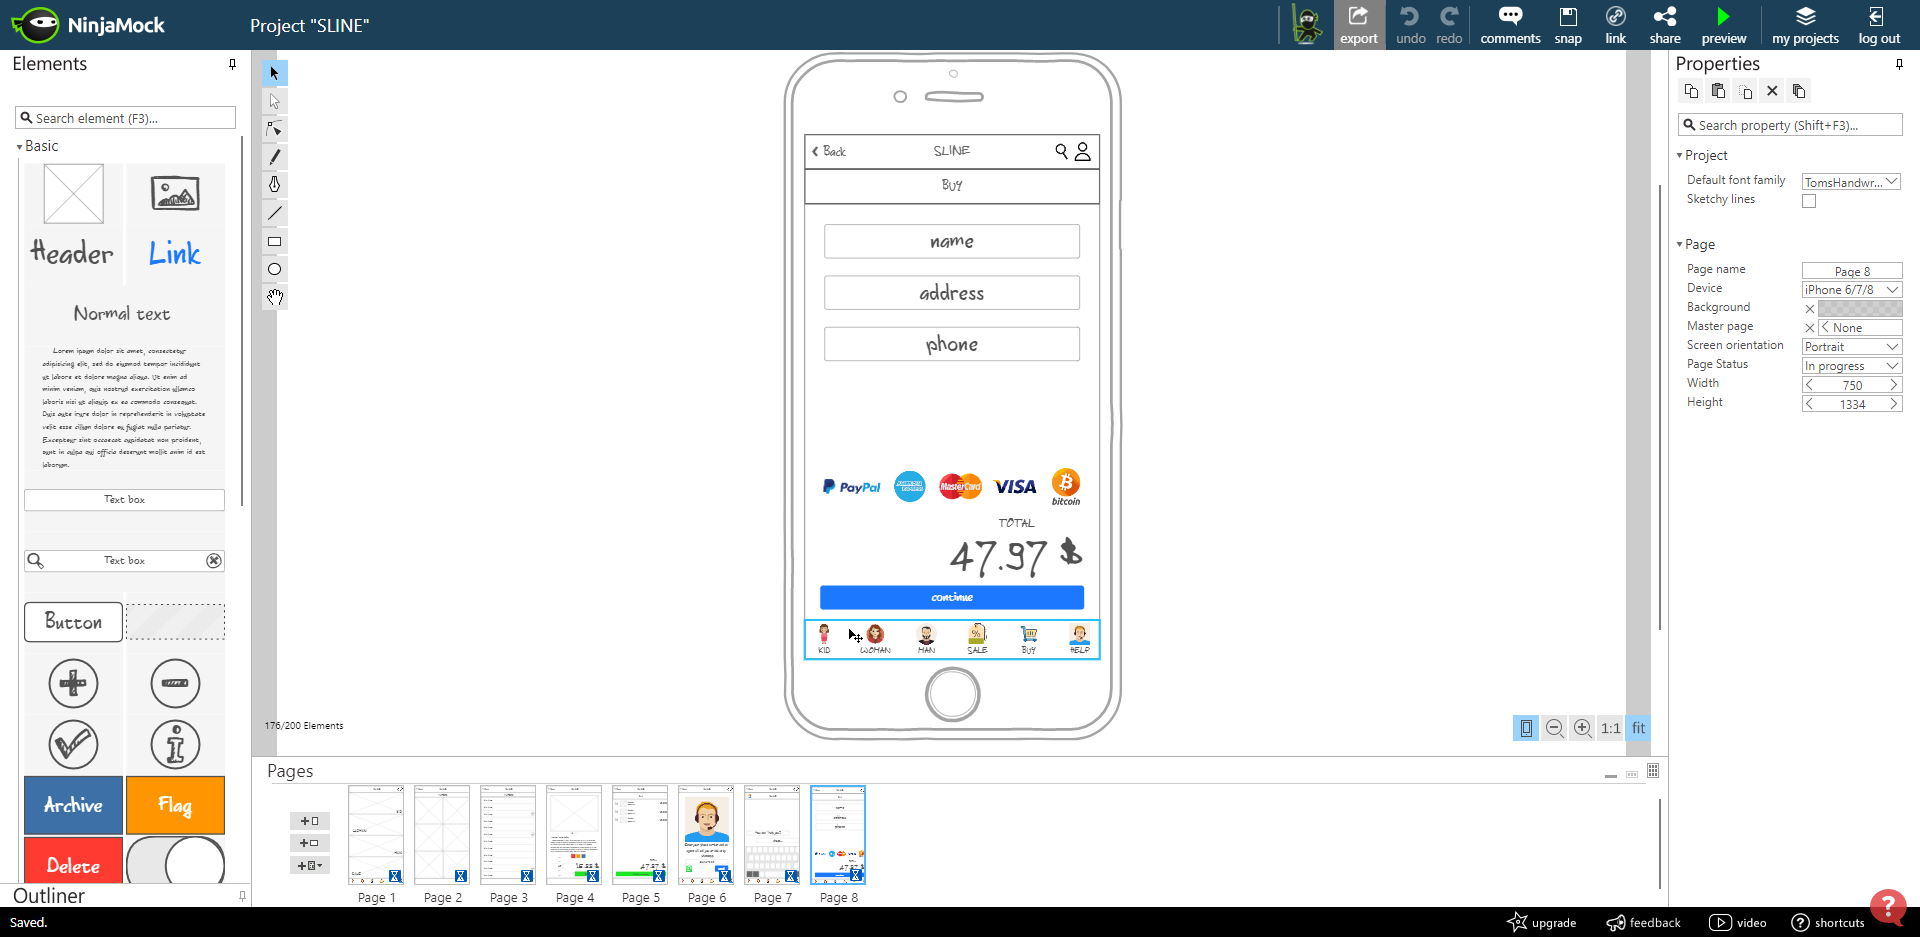 NinjaMock
Project "SLINE"
export
undo
redo
comments
snap
link
share
preview
my projects
log out
Elements
Search element (F3)...
Basic
Header
Link
Normal text
Lorem ipsum dolor sit amet, consectetur
adipisicing elit, sed do eiusmod tempor incididunt
ut labore et dolore magna aliqua. Ut enim ad
minim veniam, quis nostrud exercitation ullamco
laboris nisi ut aliquip ex ea commodo consequat.
Duis aute irure dolor in reprehenderit in voluptate
velit esse cillum dolore eu fugiat nulla pariatur.
Excepteur sint occaecat cupidatat non proident,
sunt in culpa qui officia deserunt mollit anim id est
laborum.
Text box
Text box
Button
Archive
Flag
Delete
Outliner
Saved.
Back
SLINE
BUY
name
address
phone
PayPal
MasterCard
VISA
bitcoin
TOTAL
47.97 $
continue
KID
WOMAN
MAN
SALE
BUY
HELP
176/200 Elements
1:1
fit
Pages
Page 1
Page 2
Page 3
Page 4
Page 5
Page 6
Page 7
Page 8
Properties
Search property (Shift+F3)...
Project
Default font family TomsHandwr...
Sketchy lines
Page
Page name Page 8
Device iPhone 6/7/8
Background
Master page None
Screen orientation Portrait
Page Status In progress
Width 750
Height 1334
upgrade
feedback
video
shortcuts